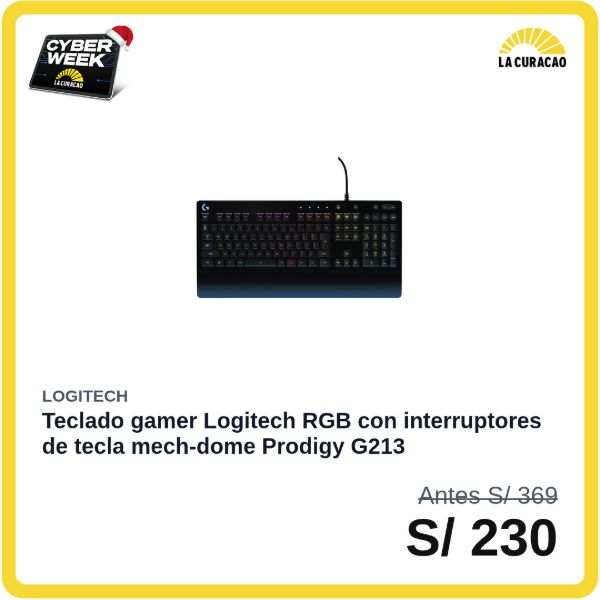 CYBER
WEEK
LA CURACAO
LA CURACAO
LOGITECH
Teclado gamer Logitech RGB con interruptores
de tecla mech-dome Prodigy G213
Antes S/ 369
S/ 230